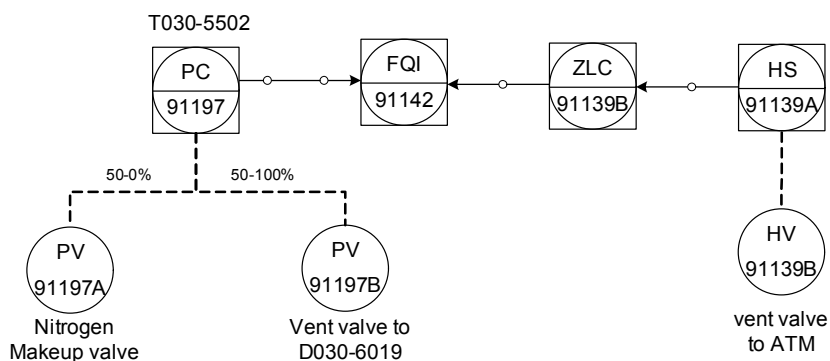 T030-5502
PC
91197
FQI
91142
ZLC
91139B
HS
91139A
50-0%
50-100%
PV
91197A
Nitrogen
Makeup valve
PV
91197B
Vent valve to
D030-6019
HV
91139B
vent valve
to ATM